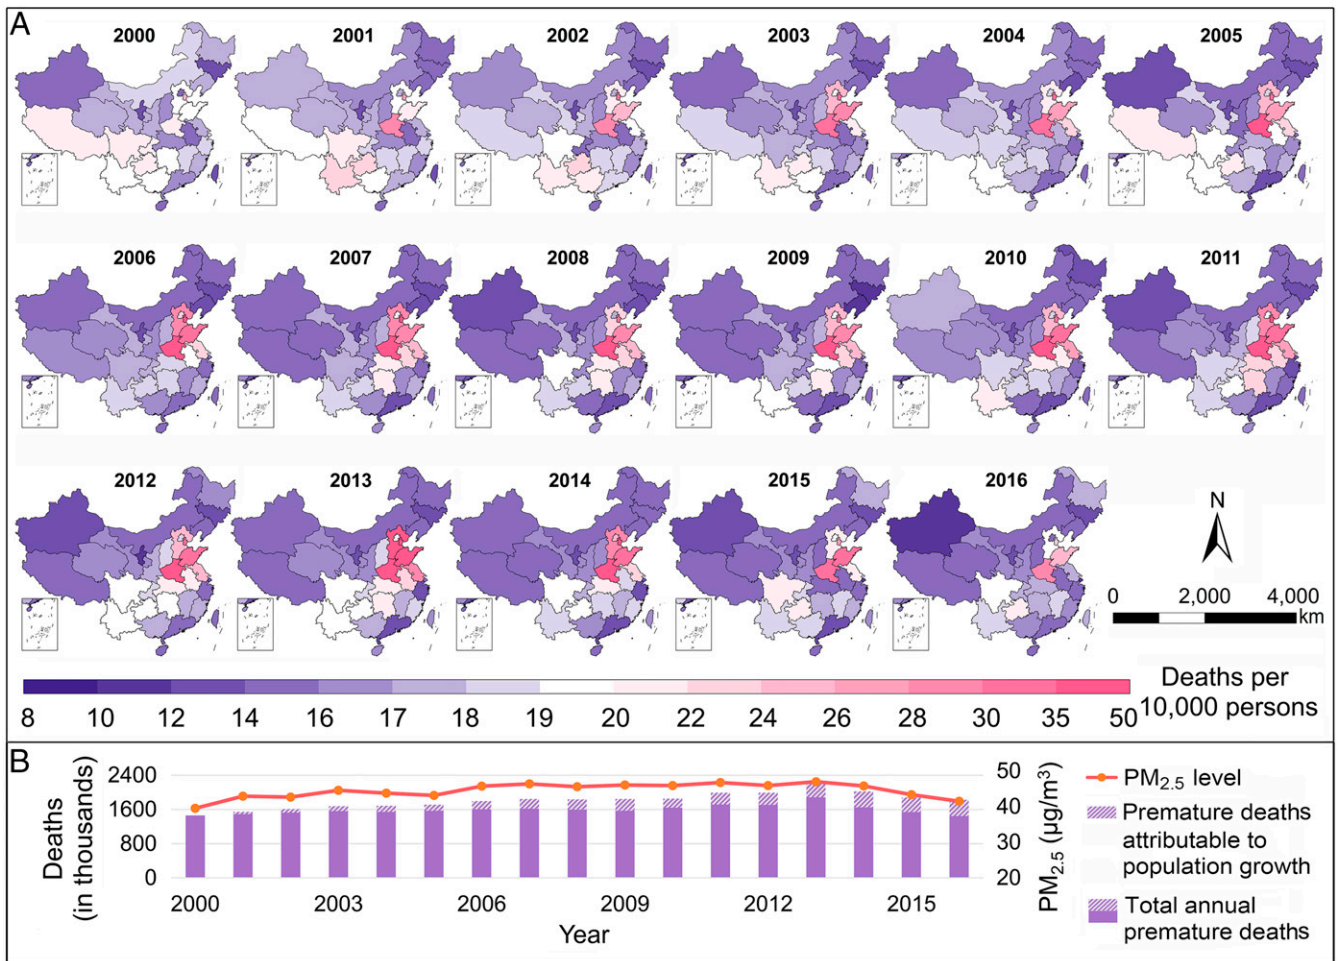 A
2000 2001 2002 2003 2004 2005
2006 2007 2008 2009 2010 2011
2012 2013 2014 2015 2016
N
0 2,000 4,000
km
8 10 12 14 16 17 18 19 20 22 24 26 28 30 35 50
Deaths per
10,000 persons
B
Deaths
(in thousands)
2400
1600
800
0
2000 2003 2006 2009 2012 2015
Year
50
40
30
20
PM2.5 (µg/m³)
PM2.5 level
Premature deaths
attributable to
population growth
Total annual
premature deaths